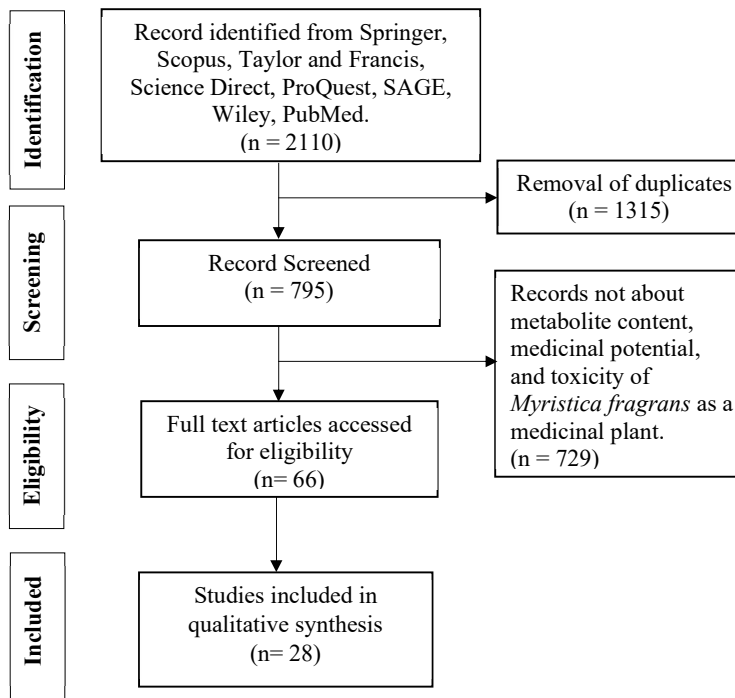 Identification
Record identified from Springer,
Scopus, Taylor and Francis,
Science Direct, ProQuest, SAGE,
Wiley, PubMed.
(n = 2110)
Removal of duplicates
(n = 1315)
Screening
Record Screened
(n = 795)
Records not about
metabolite content,
medicinal potential,
and toxicity of
Myristica fragrans as a
medicinal plant.
(n = 729)
Eligibility
Full text articles accessed
for eligibility
(n= 66)
Included
Studies included in
qualitative synthesis
(n= 28)